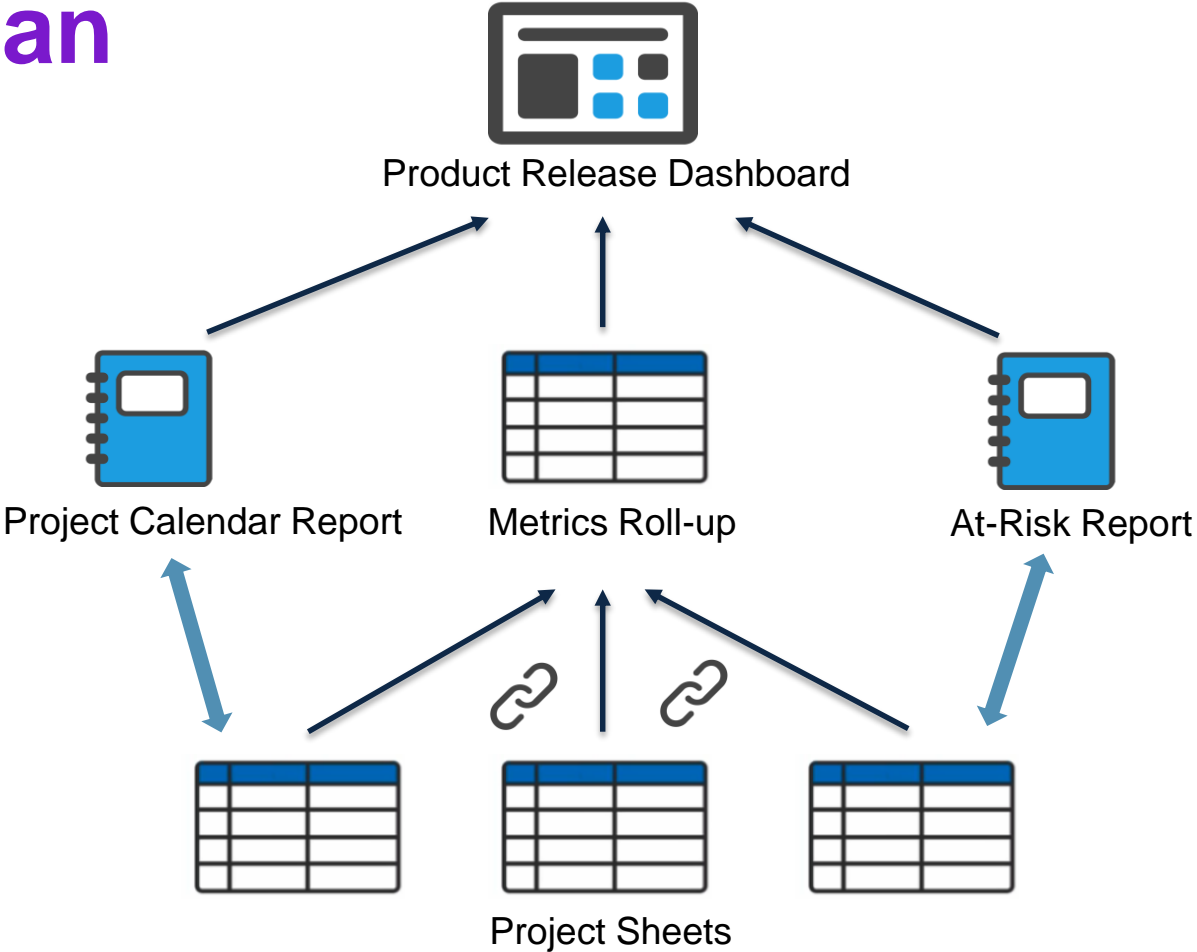 an
Product Release Dashboard
Project Calendar Report
Metrics Roll-up
At-Risk Report
Project Sheets